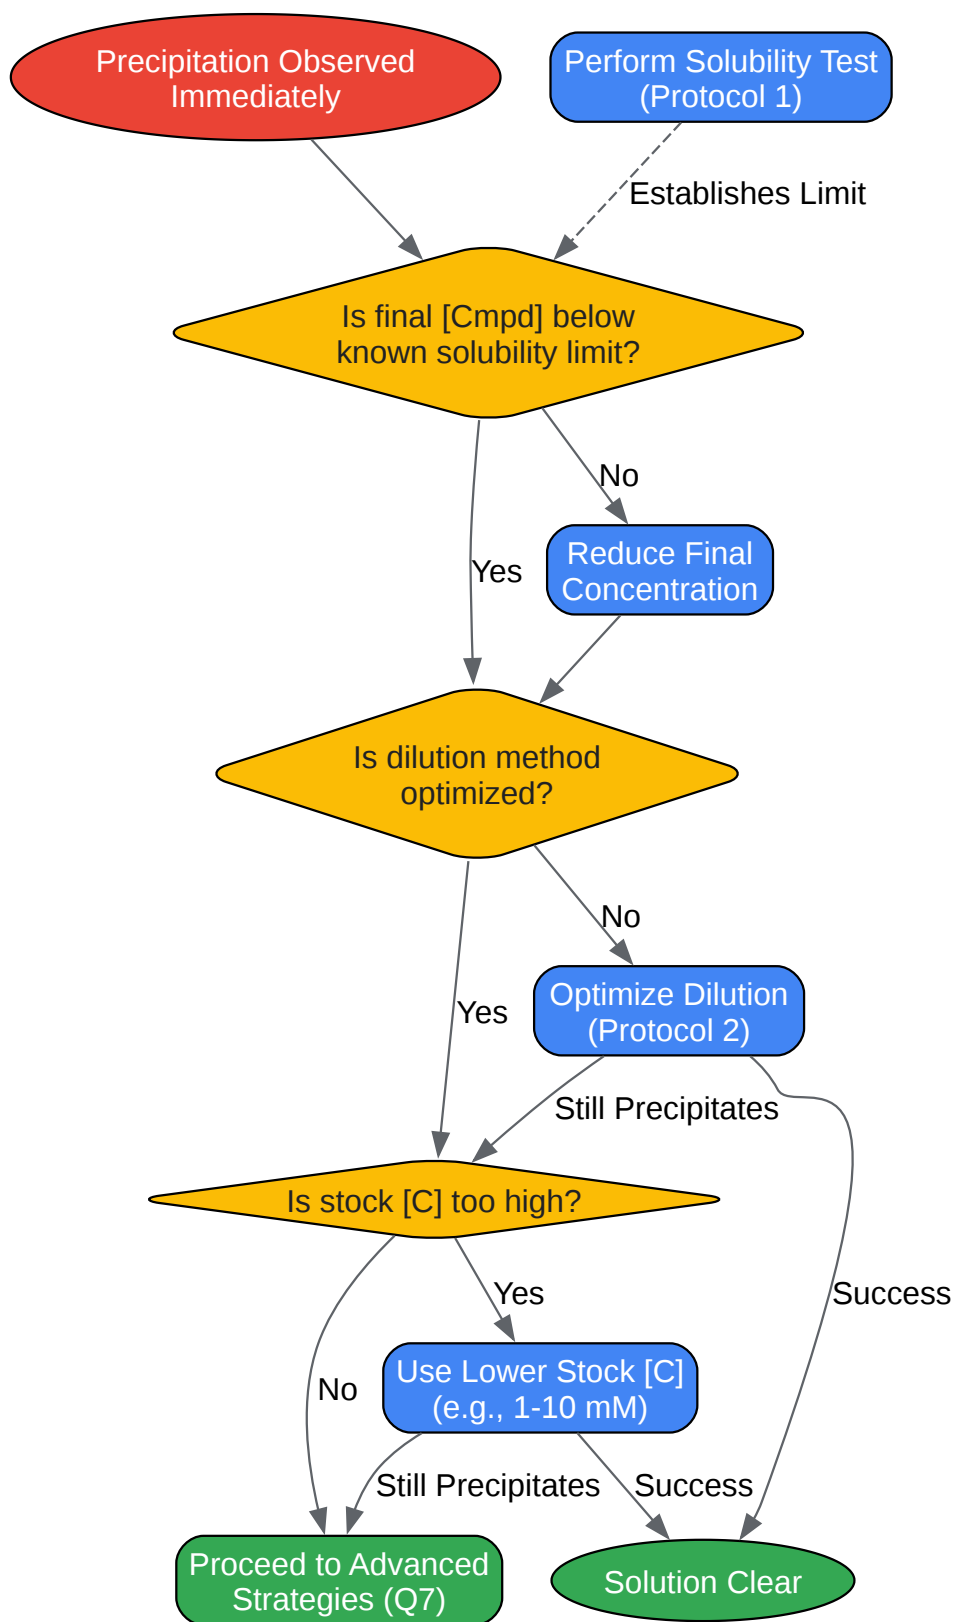 Precipitation Observed
Immediately
Perform Solubility Test
(Protocol 1)
Establishes Limit
Is final [Cmpd] below
known solubility limit?
No
Yes
Reduce Final
Concentration
Is dilution method
optimized?
No
Yes
Optimize Dilution
(Protocol 2)
Still Precipitates
Success
Is stock [C] too high?
Yes
No
Use Lower Stock [C]
(e.g., 1-10 mM)
Still Precipitates
Success
Proceed to Advanced
Strategies (Q7)
Solution Clear